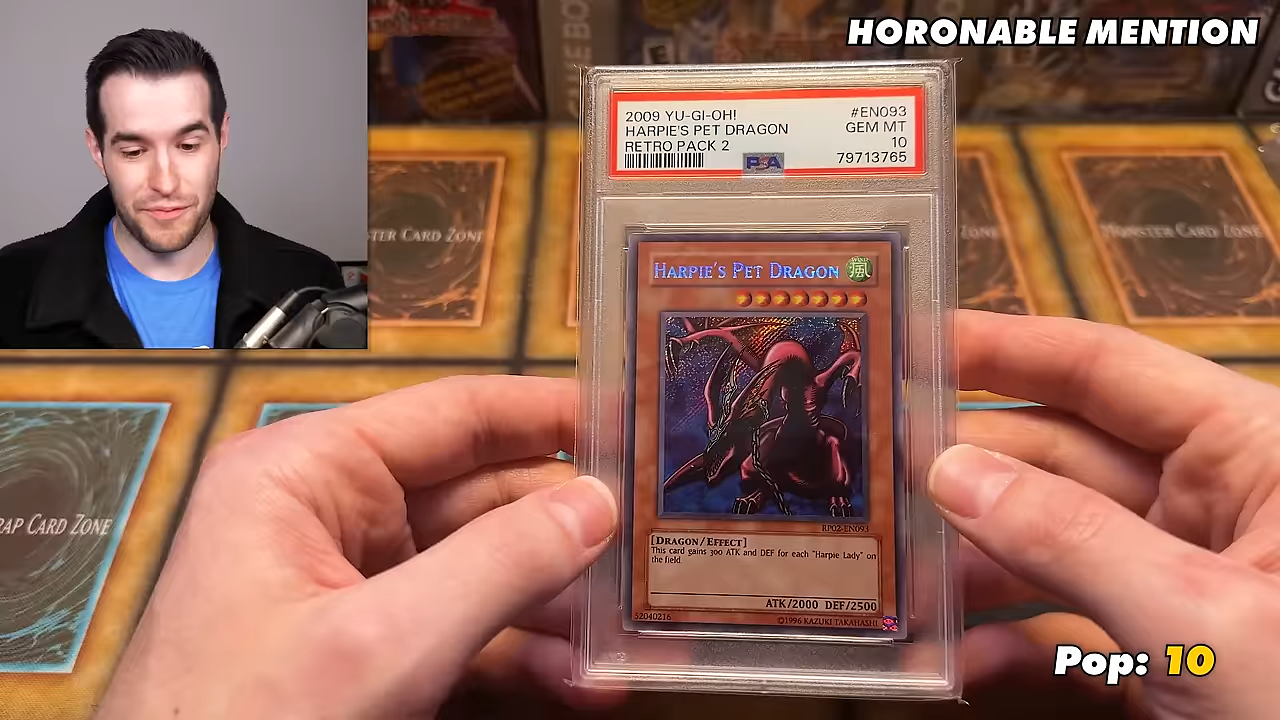 HORONABLE MENTION
2009 YU-GI-OH!
#EN093
HARPIE'S PET DRAGON
GEM MT
RETRO PACK 2
10
PSA
79713765
STER CARD ZONE
MONSTER CARD ZONE
HARPIE'S PET DRAGON
風
RP02-EN093
[DRAGON/EFFECT]
This card gains 300 ATK and DEF for each "Harpie Lady" on
the field.
ATK/2000 DEF/2500
52040216
©1996 KAZUKI TAKAHASHI
RAP CARD ZONE
Pop: 10